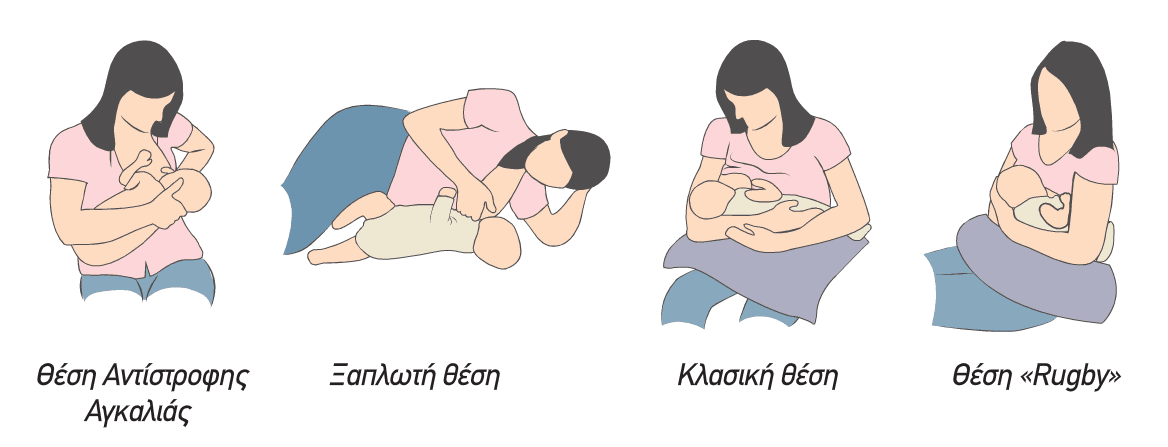 Θέση Αντίστροφης
Αγκαλιάς
Ξαπλωτή θέση
Κλασική θέση
Θέση «Rugby»